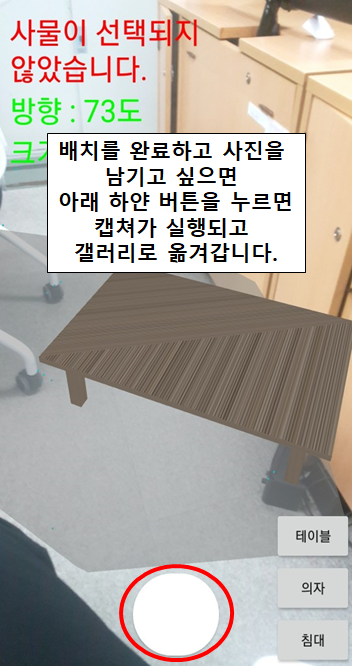 사물이 선택되지
않았습니다.
방향 : 73도
배치를 완료하고 사진을
남기고 싶으면
아래 하얀 버튼을 누르면
캡쳐가 실행되고
갤러리로 옮겨갑니다.
테이블
의자
침대